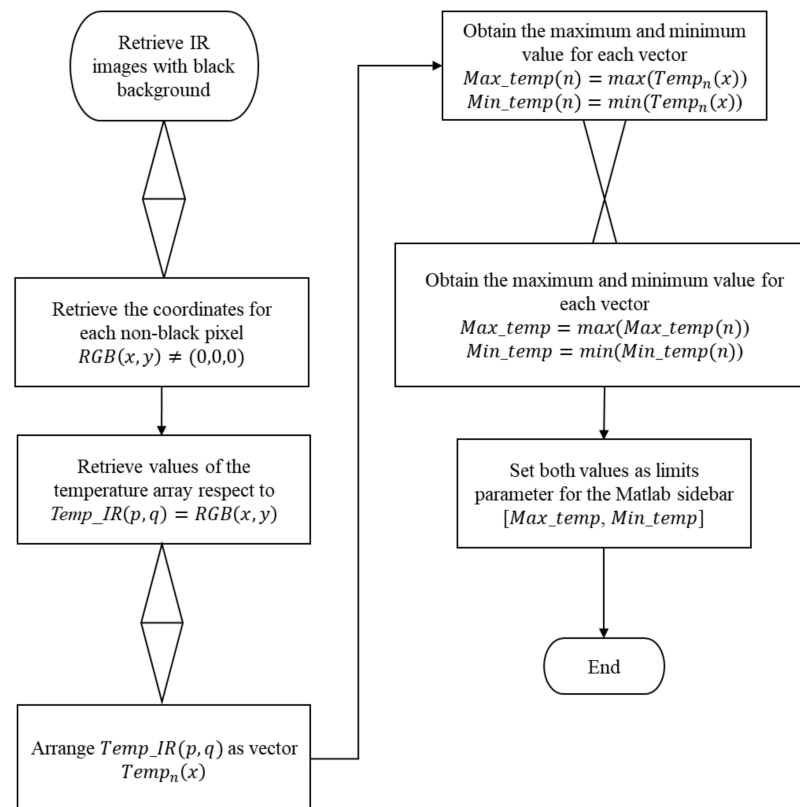 Retrieve IR
images with black
background
Retrieve the coordinates for
each non-black pixel
𝑅𝐺𝐵(𝑥, 𝑦) ≠ (0,0,0)
Retrieve values of the
temperature array respect to
𝑇𝑒𝑚𝑝_𝐼𝑅(𝑝, 𝑞) = 𝑅𝐺𝐵(𝑥, 𝑦)
Arrange 𝑇𝑒𝑚𝑝_𝐼𝑅(𝑝, 𝑞) as vector
𝑇𝑒𝑚𝑝ₙ(𝑥)
Obtain the maximum and minimum
value for each vector
𝑀𝑎𝑥_𝑡𝑒𝑚𝑝(𝑛) = 𝑚𝑎𝑥(𝑇𝑒𝑚𝑝ₙ(𝑥))
𝑀𝑖𝑛_𝑡𝑒𝑚𝑝(𝑛) = 𝑚𝑖𝑛(𝑇𝑒𝑚𝑝ₙ(𝑥))
Obtain the maximum and minimum value for
each vector
𝑀𝑎𝑥_𝑡𝑒𝑚𝑝 = 𝑚𝑎𝑥(𝑀𝑎𝑥_𝑡𝑒𝑚𝑝(𝑛))
𝑀𝑖𝑛_𝑡𝑒𝑚𝑝 = 𝑚𝑖𝑛(𝑀𝑖𝑛_𝑡𝑒𝑚𝑝(𝑛))
Set both values as limits
parameter for the Matlab sidebar
[𝑀𝑎𝑥_𝑡𝑒𝑚𝑝, 𝑀𝑖𝑛_𝑡𝑒𝑚𝑝]
End